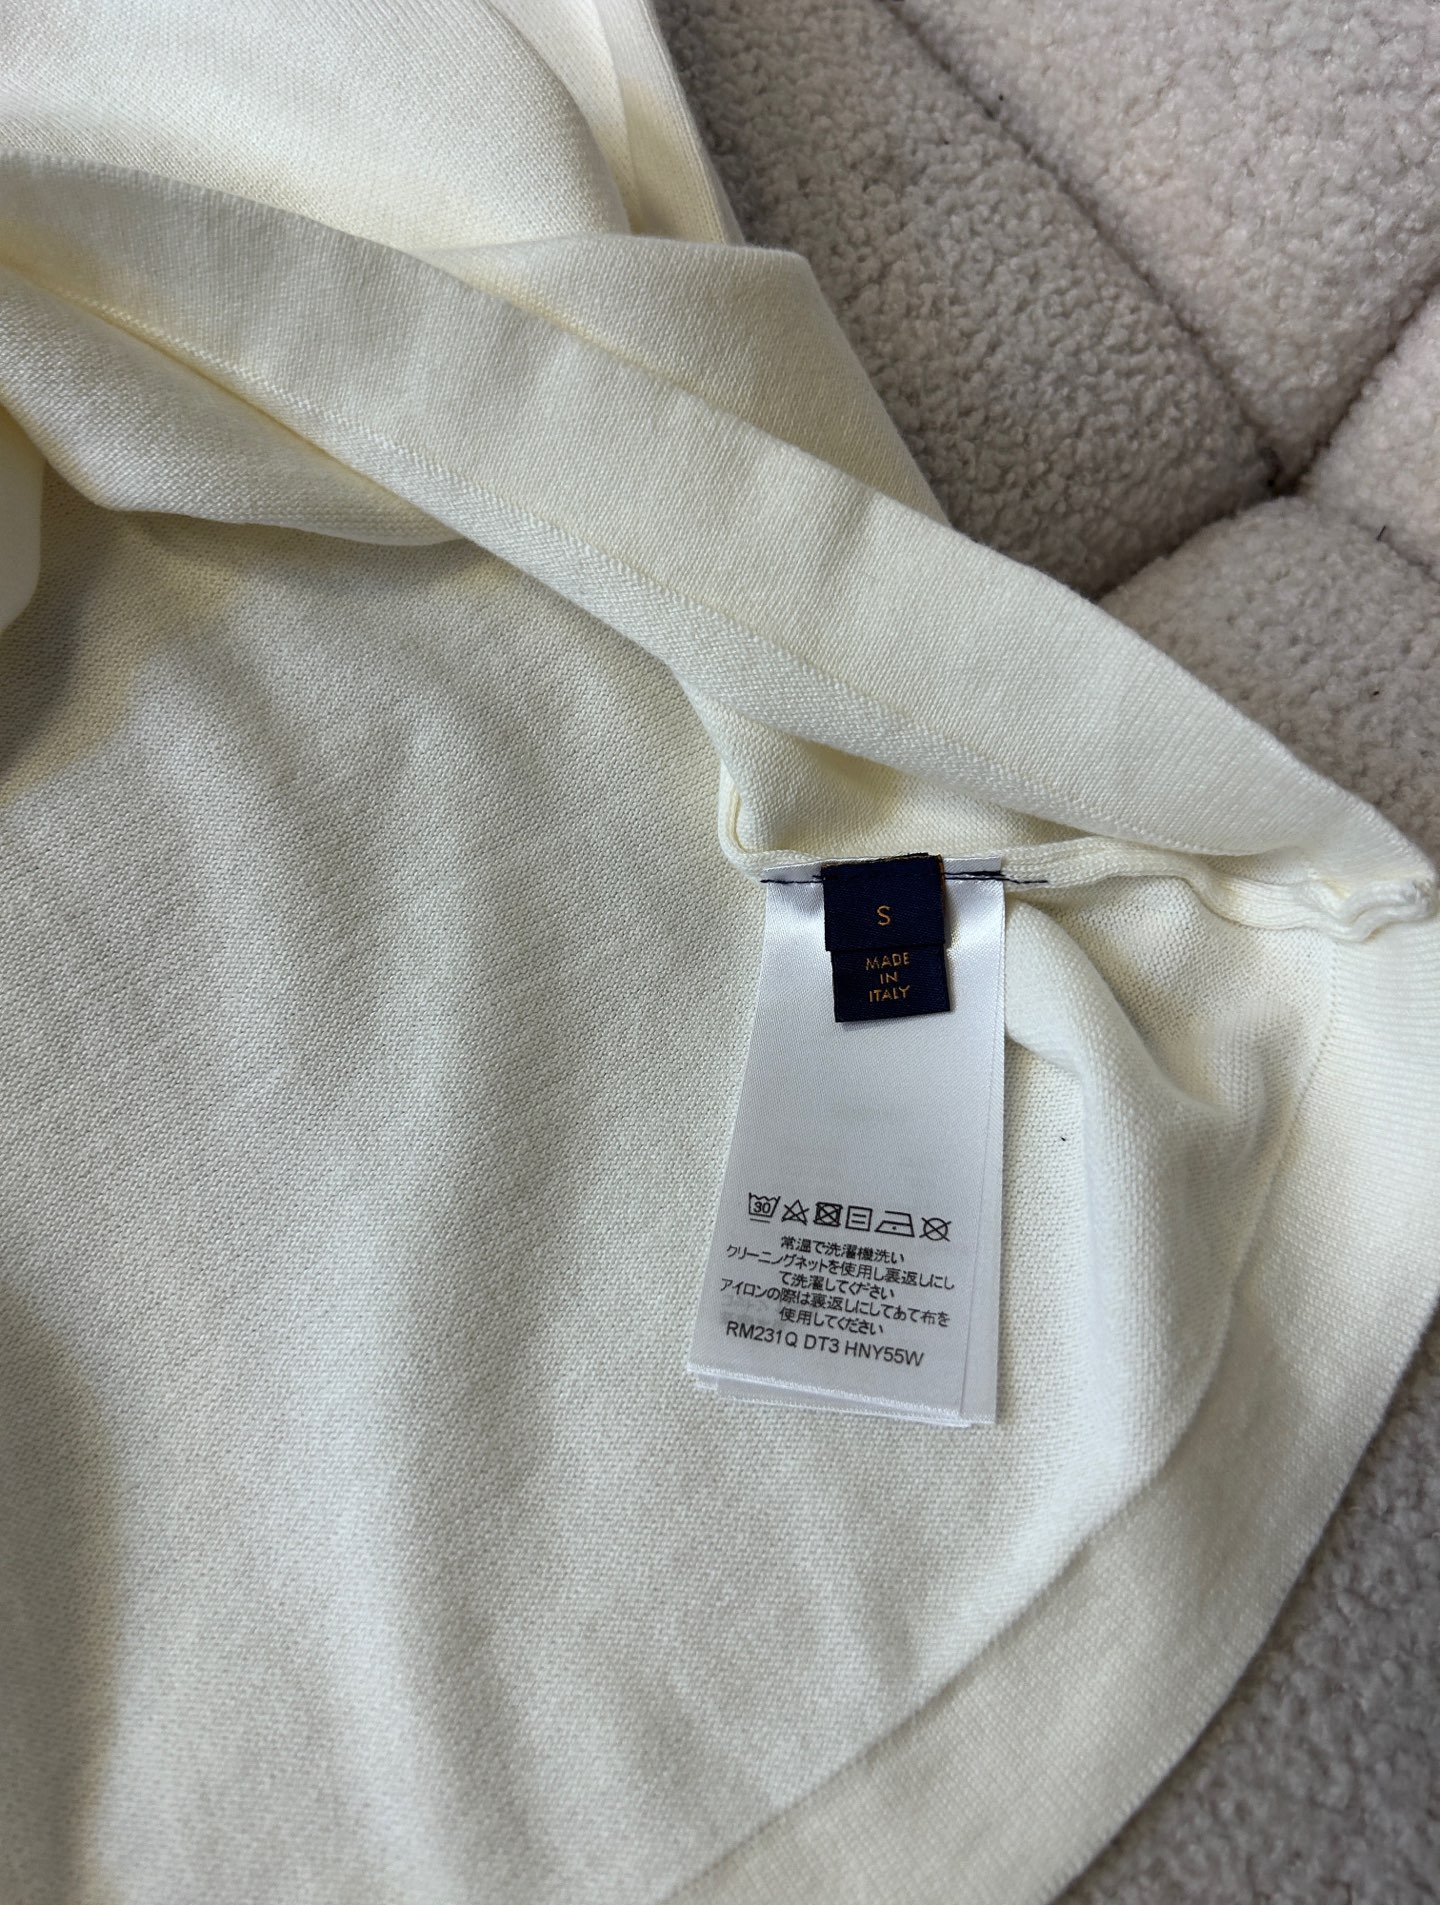 S
MADE
IN
ITALY
30
常温で洗濯機洗い
クリーニングネットを使用し裏返しにし
て洗濯してください
アイロンの際は裏返しにしてあて布を
使用してください
RM231Q DT3 HNY55W